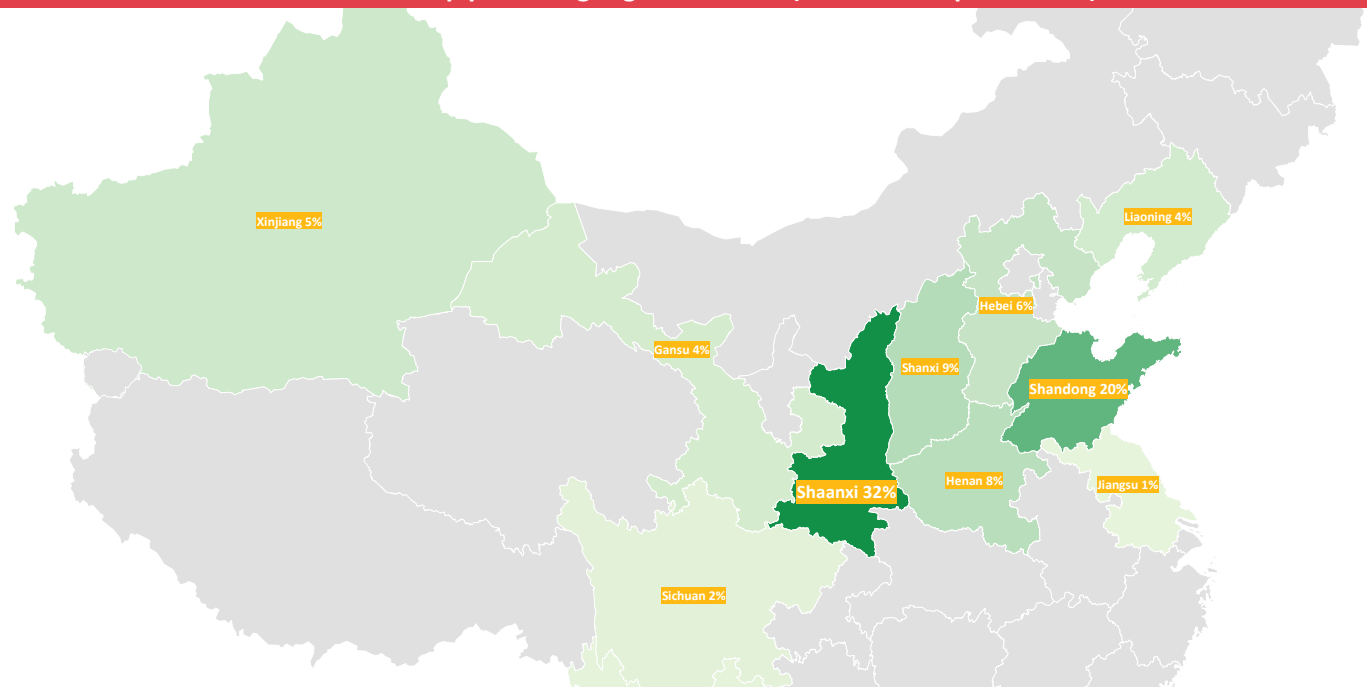 Xinjiang 5%
Liaoning 4%
Hebei 6%
Gansu 4%
Shanxi 9%
Shandong 20%
Henan 8%
Jiangsu 1%
Shaanxi 32%
Sichuan 2%